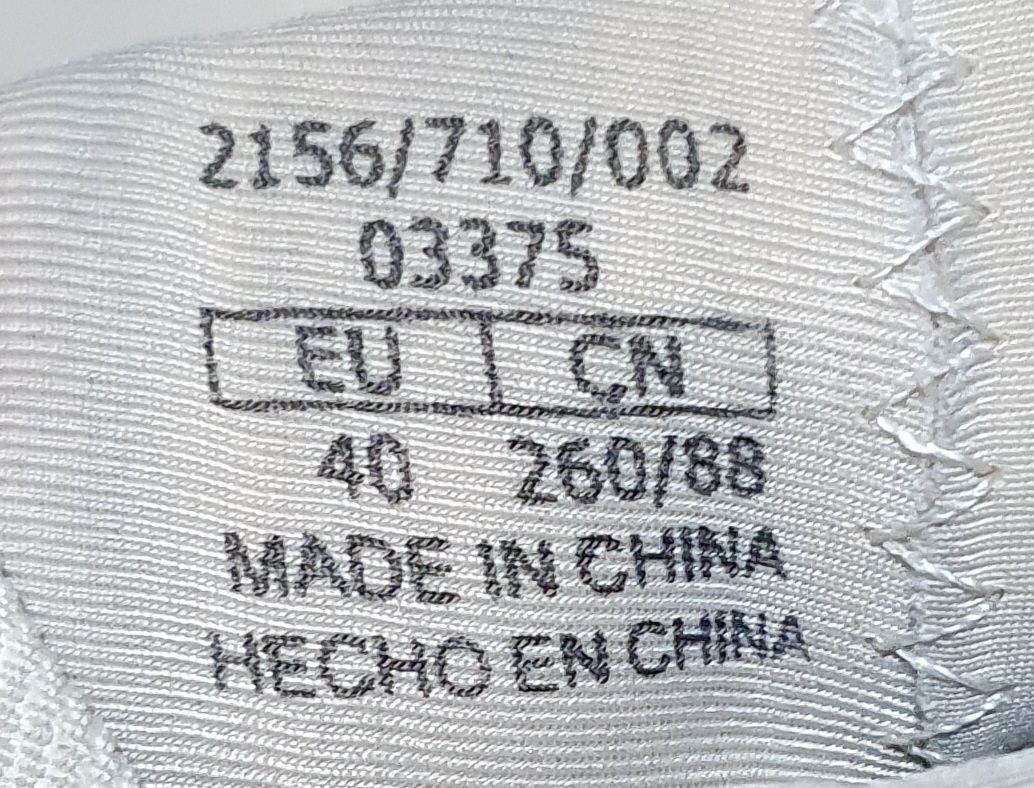 2156/710/002
03375
EU CN
40 260/88
MADE IN CHINA
HECHO EN CHINA